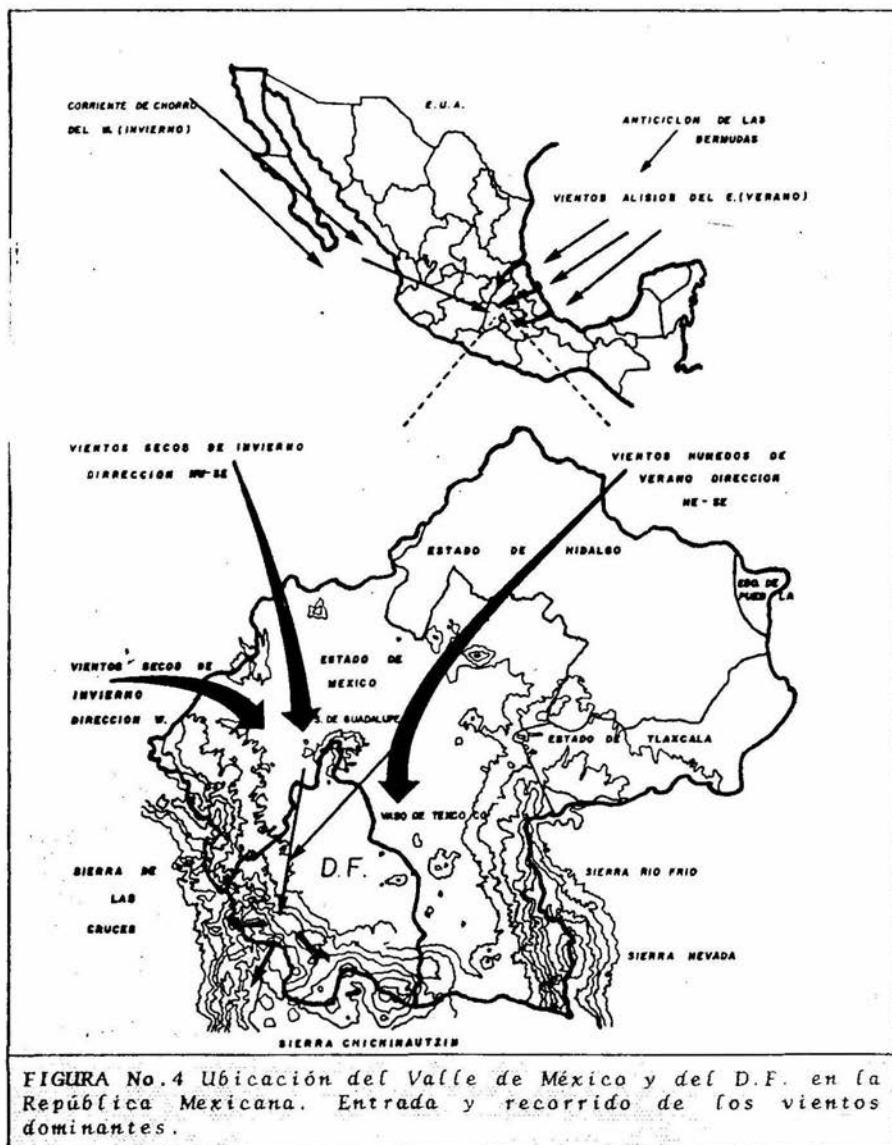 CORRIENTE DE CHORRO
DEL W. (INVIERNO)
E.U.A.
ANTICICLON DE LAS
BERMUDAS
VIENTOS ALISIOS DEL E. (VERANO)
VIENTOS SECOS DE INVIERNO
DIRRECCION NW-SE
VIENTOS HUMEDOS DE
VERANO DIRECCION
NE-SE
ESTADO DE HIDALGO
EDO. DE
PUEBLA
ESTADO DE
MEXICO
VIENTOS SECOS DE
INVIERNO
DIRECCION W.
S. DE GUADALUPE
ESTADO DE TLAXCALA
VASO DE TEXCOCO
D.F.
SIERRA DE
LAS
CRUCES
SIERRA RIO FRIO
SIERRA NEVADA
SIERRA CHICHINAUTZIN
FIGURA No.4 Ubicación del Valle de México y del D.F. en la
República Mexicana. Entrada y recorrido de los vientos
dominantes.